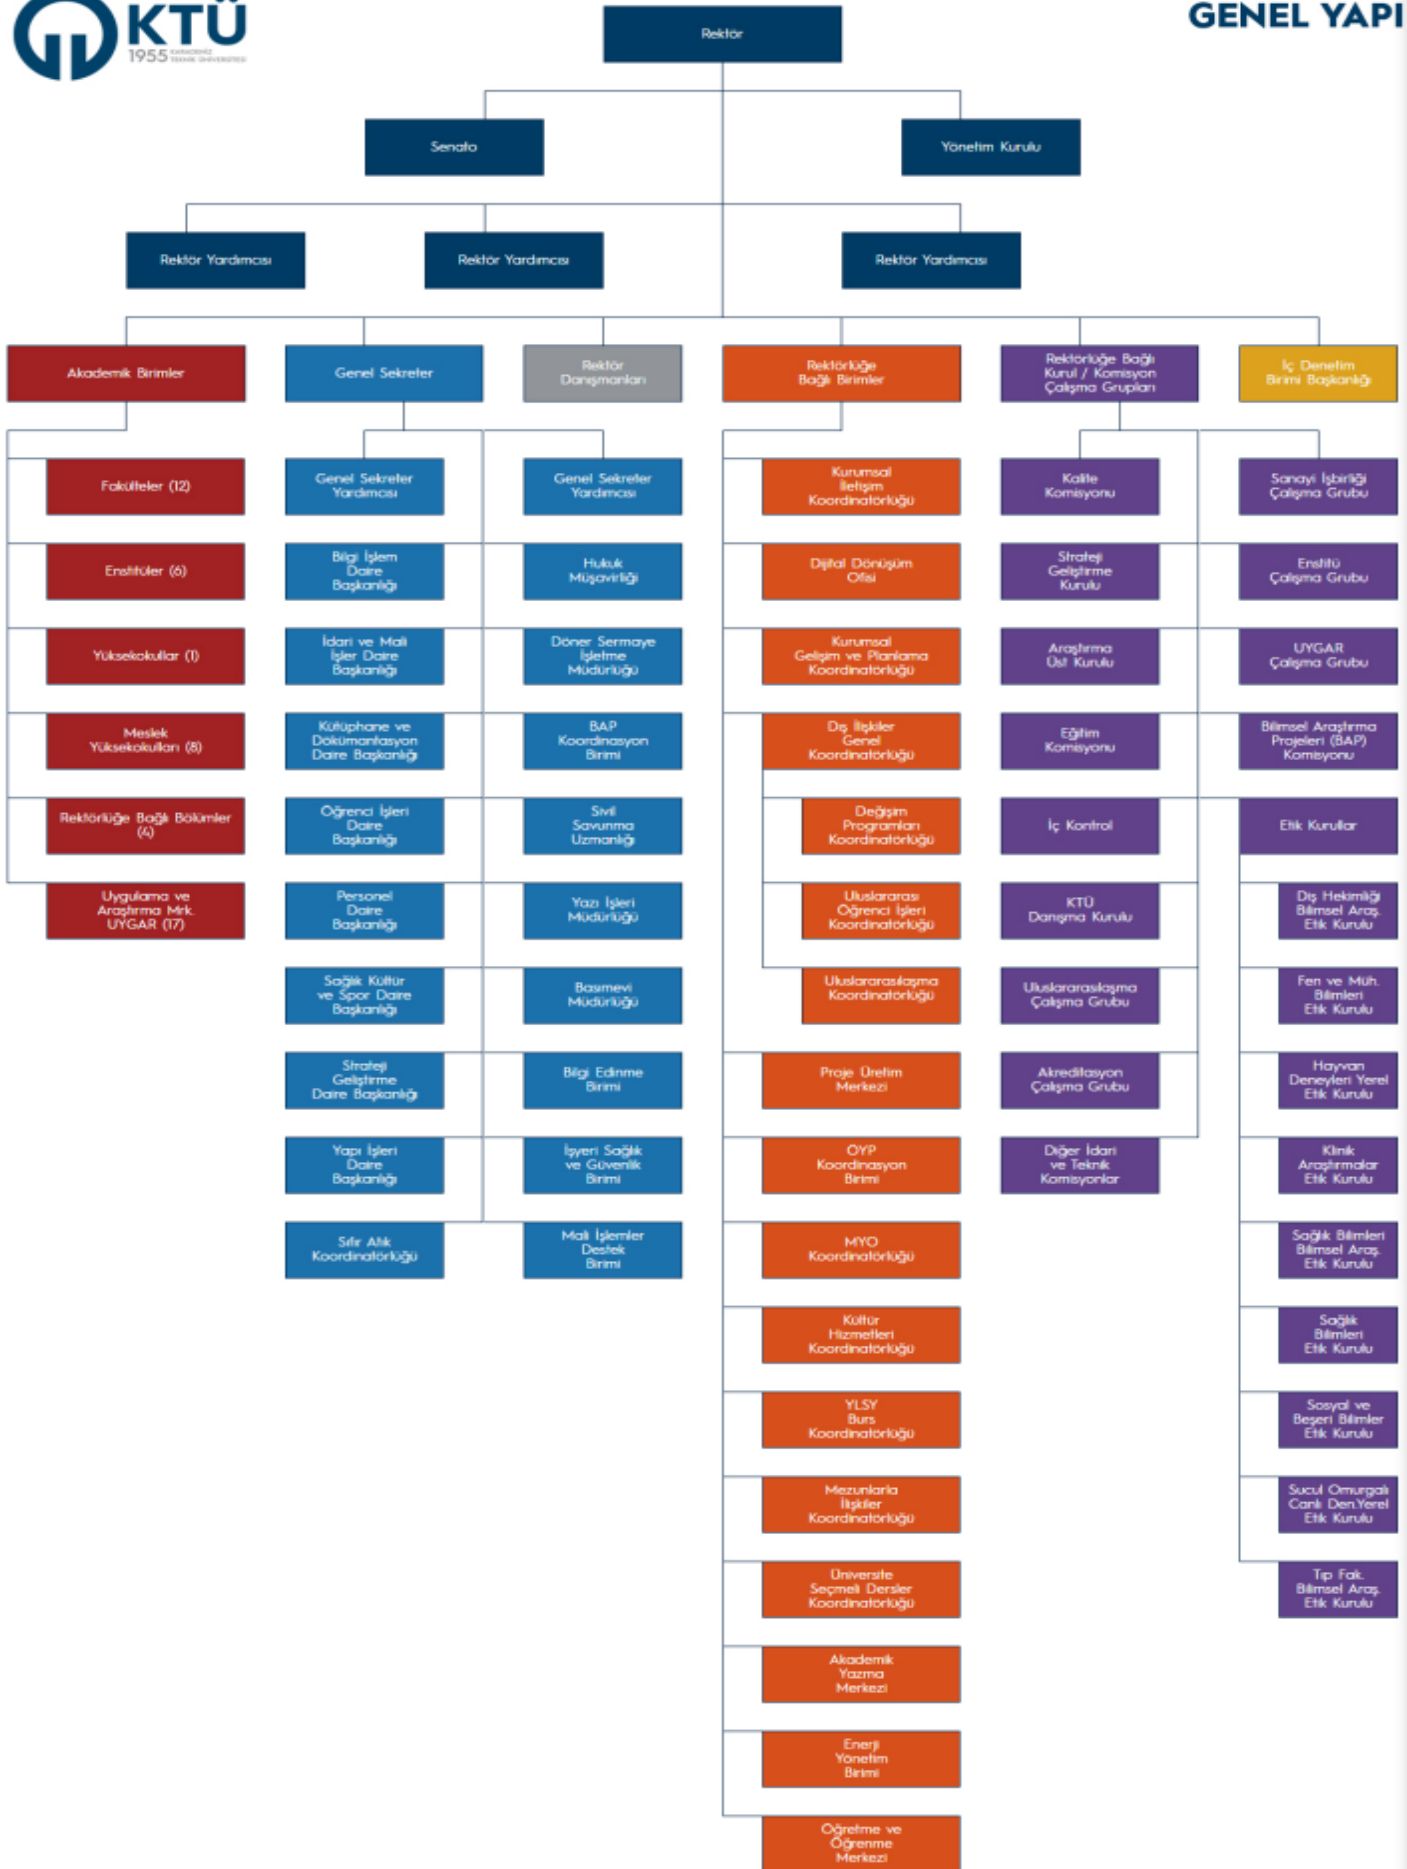 KTÜ
1955 KARADENİZ
TEKNİK ÜNİVERSİTESİ
GENEL YAPI
Rektör
Senato
Yönetim Kurulu
Rektör Yardımcısı
Rektör Yardımcısı
Rektör Yardımcısı
Akademik Birimler
Genel Sekreter
Rektör
Danışmanları
Rektörlüğe
Bağlı Birimler
Rektörlüğe Bağlı
Kurul / Komisyon
Çalışma Grupları
İç Denetim
Birimi Başkanlığı
Fakülteler (12)
Enstitüler (6)
Yüksekokullar (1)
Meslek
Yüksekokulları (8)
Rektörlüğe Bağlı Bölümler
(4)
Uygulama ve
Araştırma Mrk.
UYGAR (17)
Genel Sekreter
Yardımcısı
Bilgi İşlem
Daire
Başkanlığı
İdari ve Mali
İşler Daire
Başkanlığı
Kütüphane ve
Dökümantasyon
Daire Başkanlığı
Öğrenci İşleri
Daire
Başkanlığı
Personel
Daire
Başkanlığı
Sağlık Kültür
ve Spor Daire
Başkanlığı
Strateji
Geliştirme
Daire Başkanlığı
Yapı İşleri
Daire
Başkanlığı
Sıfır Atık
Koordinatörlüğü
Genel Sekreter
Yardımcısı
Hukuk
Müşavirliği
Döner Sermaye
İşletme
Müdürlüğü
BAP
Koordinasyon
Birimi
Sivil
Savunma
Uzmanlığı
Yazı İşleri
Müdürlüğü
Basımevi
Müdürlüğü
Bilgi Edinme
Birimi
İşyeri Sağlık
ve Güvenlik
Birimi
Mali İşlemler
Destek
Birimi
Kurumsal
İletişim
Koordinatörlüğü
Dijital Dönüşüm
Ofisi
Kurumsal
Gelişim ve Planlama
Koordinatörlüğü
Dış İlişkiler
Genel
Koordinatörlüğü
Değişim
Programları
Koordinatörlüğü
Uluslararası
Öğrenci İşleri
Koordinatörlüğü
Uluslararasılaşma
Koordinatörlüğü
Proje Üretim
Merkezi
ÖYP
Koordinasyon
Birimi
MYO
Koordinatörlüğü
Kültür
Hizmetleri
Koordinatörlüğü
YLSY
Burs
Koordinatörlüğü
Mezunlarla
İlişkiler
Koordinatörlüğü
Üniversite
Seçmeli Dersler
Koordinatörlüğü
Akademik
Yazma
Merkezi
Enerji
Yönetim
Birimi
Öğretme ve
Öğrenme
Merkezi
Kalite
Komisyonu
Strateji
Geliştirme
Kurulu
Araştırma
Üst Kurulu
Eğitim
Komisyonu
İç Kontrol
KTÜ
Danışma Kurulu
Uluslararasılaşma
Çalışma Grubu
Akreditasyon
Çalışma Grubu
Diğer İdari
ve Teknik
Komisyonlar
Sanayi İşbirliği
Çalışma Grubu
Enstitü
Çalışma Grubu
UYGAR
Çalışma Grubu
Bilimsel Araştırma
Projeleri (BAP)
Komisyonu
Etik Kurullar
Diş Hekimliği
Bilimsel Araş.
Etik Kurulu
Fen ve Müh.
Bilimleri
Etik Kurulu
Hayvan
Deneyleri Yerel
Etik Kurulu
Klinik
Araştırmalar
Etik Kurulu
Sağlık Bilimleri
Bilimsel Araş.
Etik Kurulu
Sağlık
Bilimleri
Etik Kurulu
Sosyal ve
Beşeri Bilimler
Etik Kurulu
Sucul Omurgalı
Canlı Den.Yerel
Etik Kurulu
Tıp Fak.
Bilimsel Araş.
Etik Kurulu